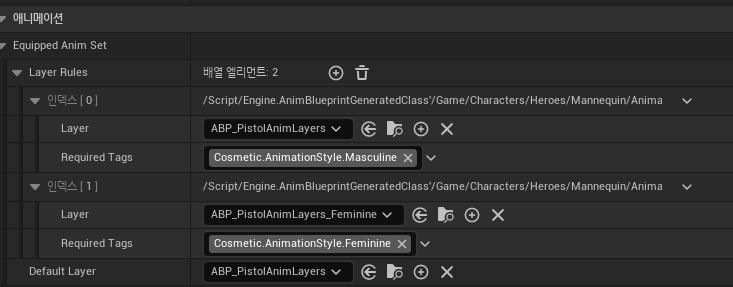 애니메이션
Equipped Anim Set
Layer Rules 배열 엘리먼트: 2
인덱스 [ 0 ] /Script/Engine.AnimBlueprintGeneratedClass'/Game/Characters/Heroes/Mannequin/Anima
Layer ABP_PistolAnimLayers
Required Tags Cosmetic.AnimationStyle.Masculine
인덱스 [ 1 ] /Script/Engine.AnimBlueprintGeneratedClass'/Game/Characters/Heroes/Mannequin/Anima
Layer ABP_PistolAnimLayers_Feminine
Required Tags Cosmetic.AnimationStyle.Feminine
Default Layer ABP_PistolAnimLayers